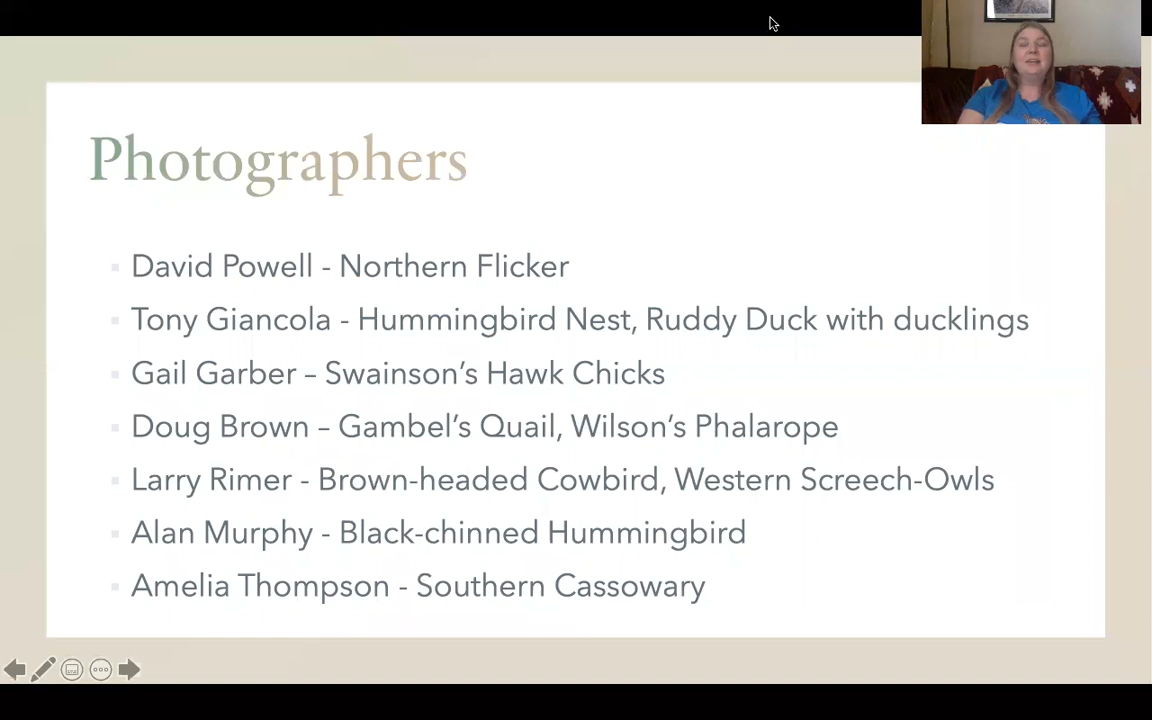 Photographers
David Powell - Northern Flicker
Tony Giancola - Hummingbird Nest, Ruddy Duck with ducklings
Gail Garber – Swainson’s Hawk Chicks
Doug Brown – Gambel’s Quail, Wilson’s Phalarope
Larry Rimer - Brown-headed Cowbird, Western Screech-Owls
Alan Murphy - Black-chinned Hummingbird
Amelia Thompson - Southern Cassowary